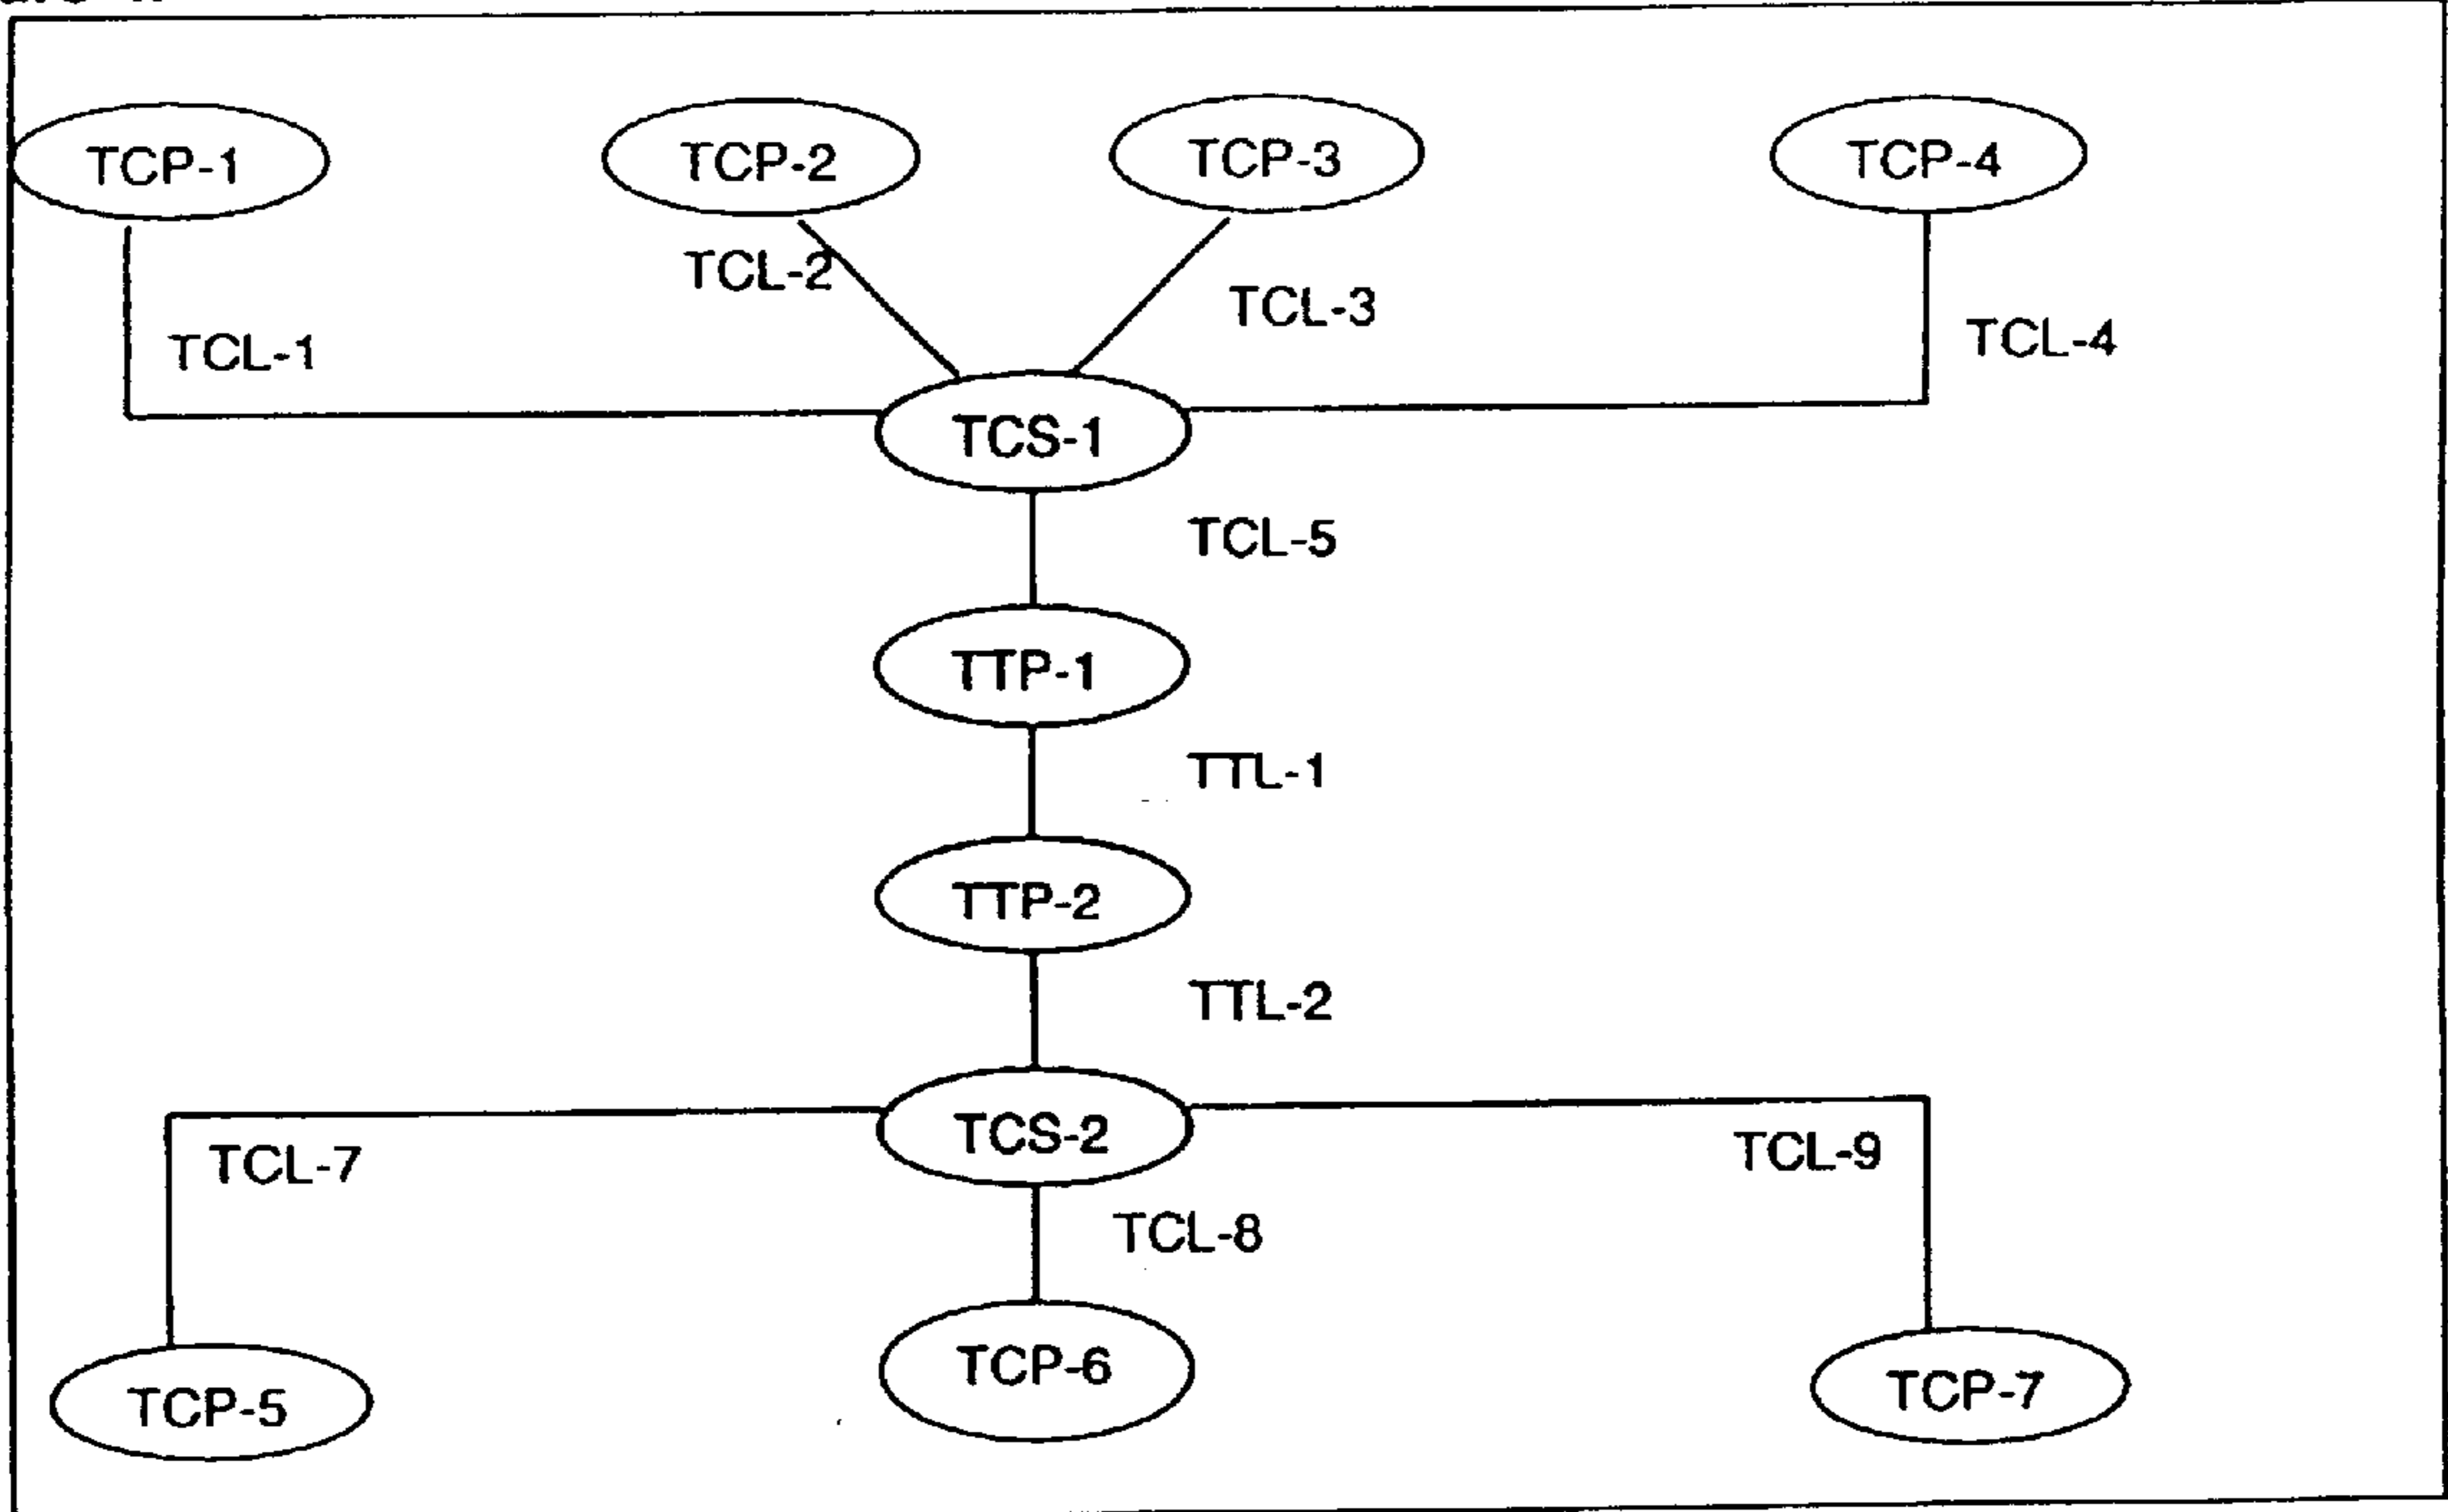 TCP-1
TCP-2
TCP-3
TCP-4
TCL-2
TCL-3
TCL-1
TCL-4
TCS-1
TCL-5
TTP-1
TTL-1
TTP-2
TTL-2
TCS-2
TCL-7
TCL-9
TCL-8
TCP-5
TCP-6
TCP-7